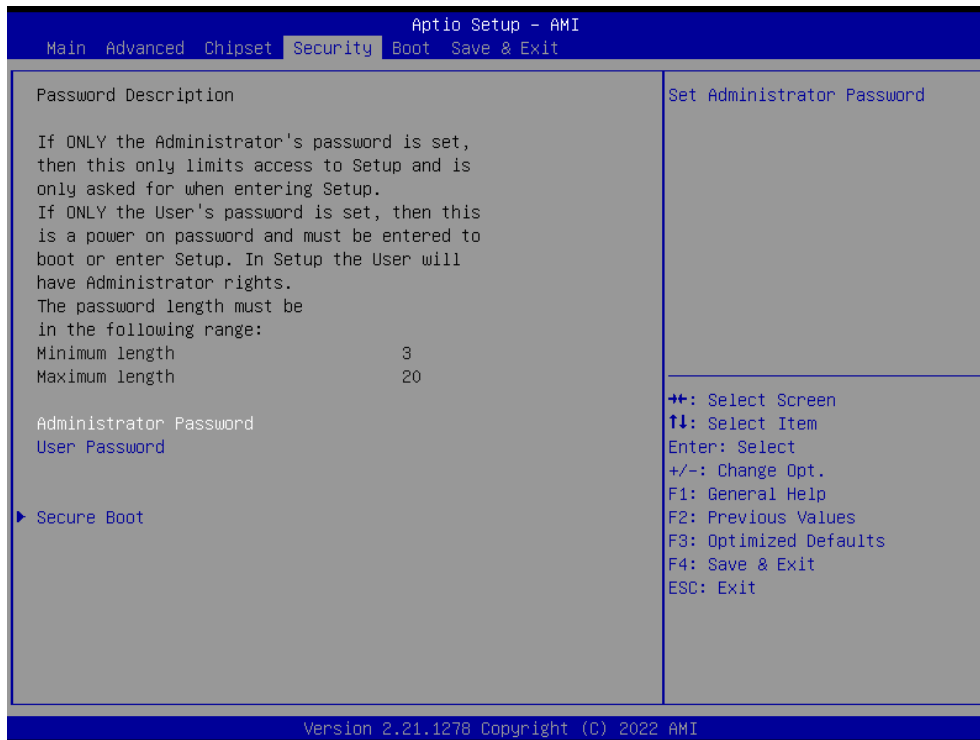 Aptio Setup - AMI
Main Advanced Chipset Security Boot Save & Exit
Password Description
If ONLY the Administrator's password is set,
then this only limits access to Setup and is
only asked for when entering Setup.
If ONLY the User's password is set, then this
is a power on password and must be entered to
boot or enter Setup. In Setup the User will
have Administrator rights.
The password length must be
in the following range:
Minimum length 3
Maximum length 20
Administrator Password
User Password
▶ Secure Boot
Set Administrator Password
→←: Select Screen
↑↓: Select Item
Enter: Select
+/-: Change Opt.
F1: General Help
F2: Previous Values
F3: Optimized Defaults
F4: Save & Exit
ESC: Exit
Version 2.21.1278 Copyright (C) 2022 AMI